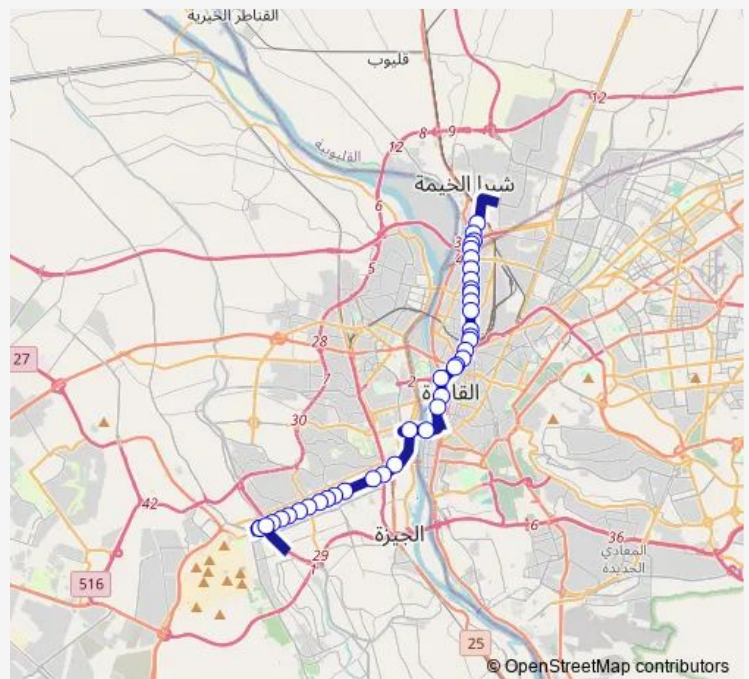 القناطر الخيرية
قليوب
12
8
9
12
القليوبية
شبرا الخيمة
6
3
4
5
27
28
7
2
القاهرة
30
42
516
الجيزة
6
36
المعادي
الجديدة
29
1
25
© OpenStreetMap contributors